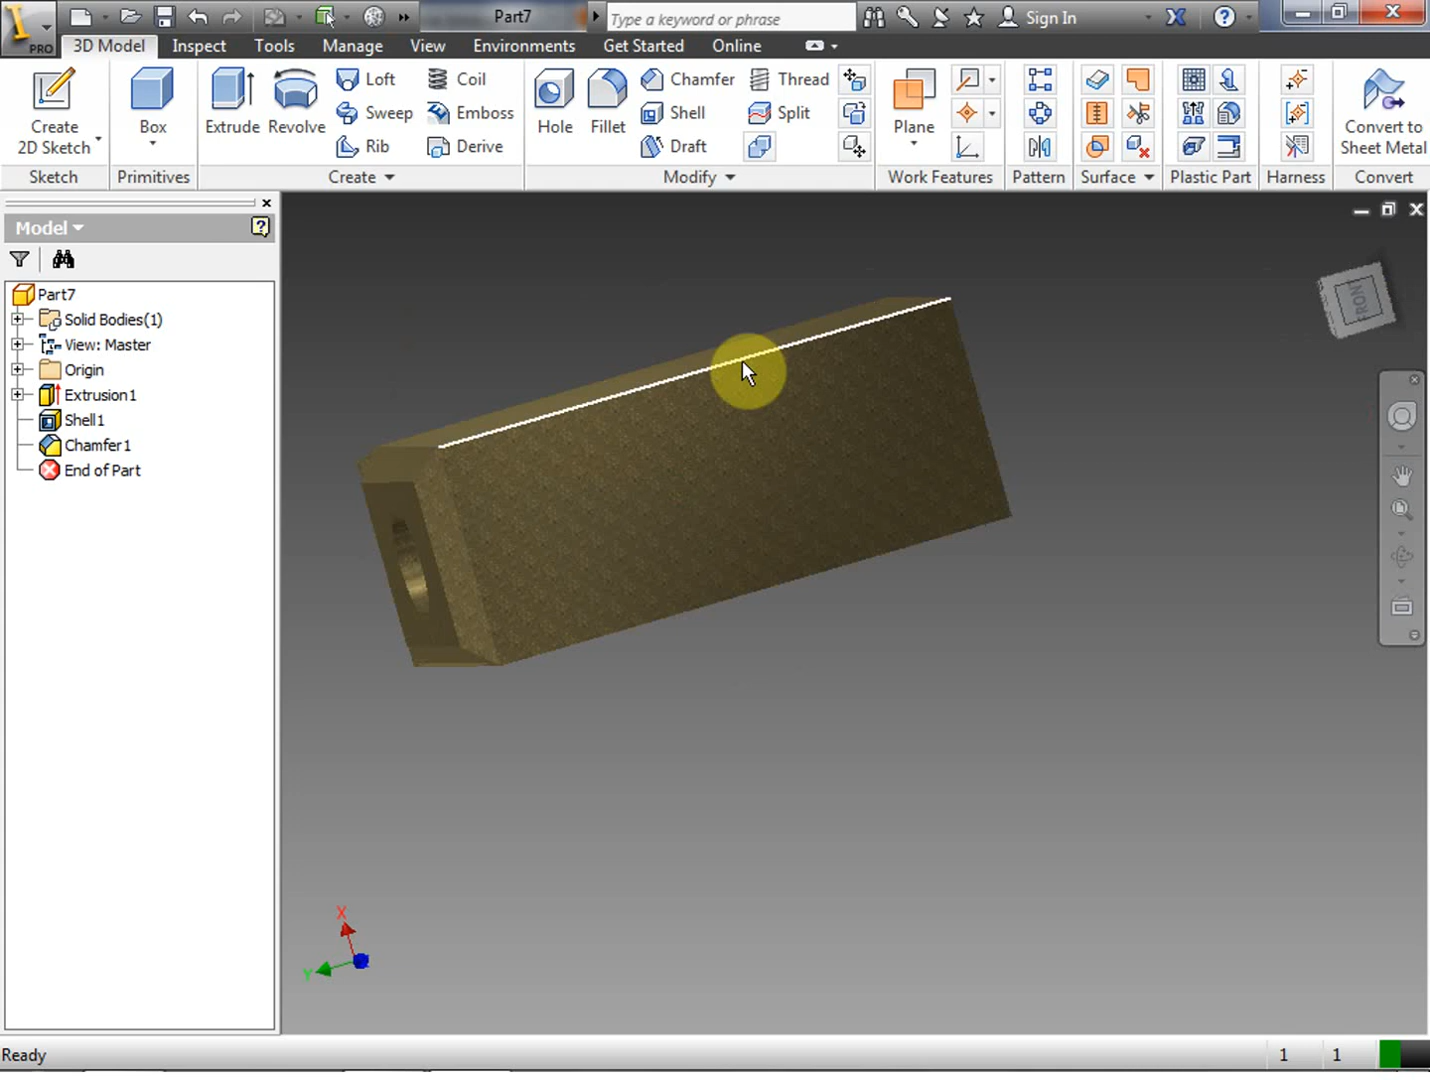 Part7
Type a keyword or phrase
Sign In
PRO
3D Model
Inspect
Tools
Manage
View
Environments
Get Started
Online
Create
2D Sketch
Box
Extrude
Revolve
Loft
Sweep
Rib
Coil
Emboss
Derive
Hole
Fillet
Chamfer
Shell
Draft
Thread
Split
Plane
Convert to
Sheet Metal
Sketch
Primitives
Create
Modify
Work Features
Pattern
Surface
Plastic Part
Harness
Convert
Model
Part7
Solid Bodies(1)
View: Master
Origin
Extrusion1
Shell1
Chamfer1
End of Part
FRONT
X
Y
Ready
1
1